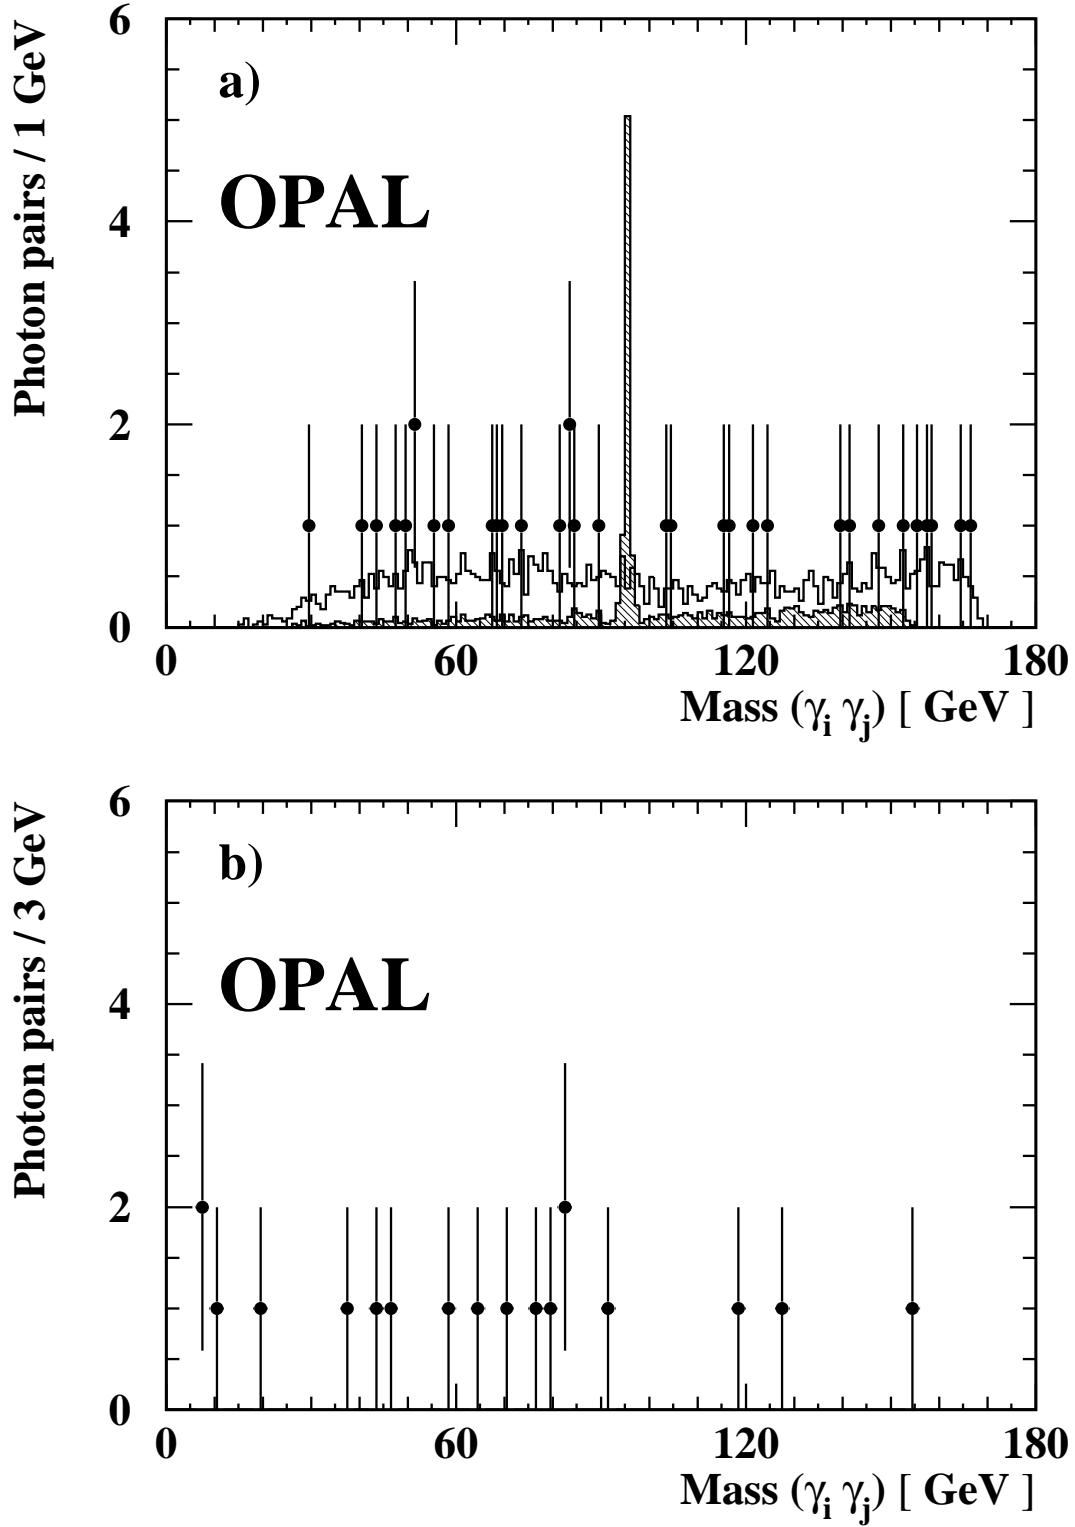 Photon pairs / 1 GeV
6
4
2
0
a)
OPAL
0 60 120 180
Mass (γi γj) [ GeV ]
Photon pairs / 3 GeV
6
4
2
0
b)
OPAL
0 60 120 180
Mass (γi γj) [ GeV ]